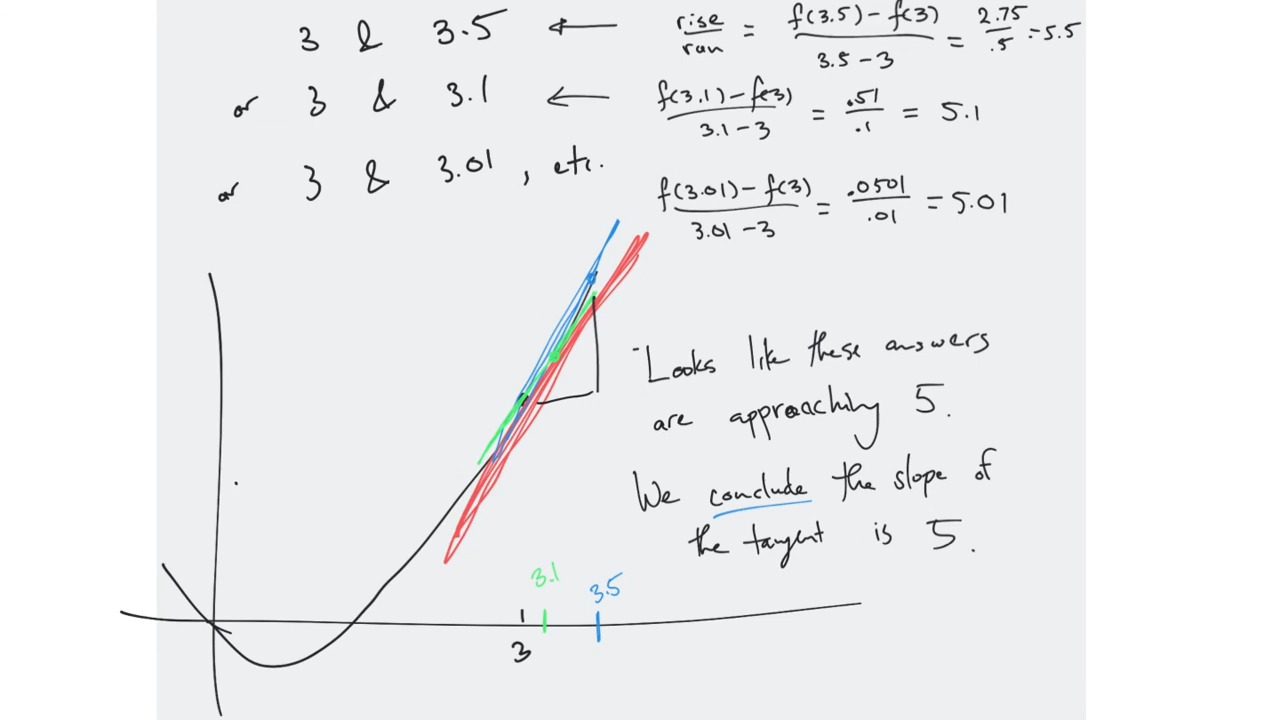 3 & 3.5 ← rise/run = f(3.5) - f(3) / 3.5 - 3 = 2.75/.5 = 5.5
or 3 & 3.1 ← f(3.1) - f(3) / 3.1 - 3 = .51/.1 = 5.1
or 3 & 3.01, etc.
f(3.01) - f(3) / 3.01 - 3 = .0501/.01 = 5.01
Looks like these answers
are approaching 5.
We conclude the slope of
the tangent is 5.
3.1
3.5
3